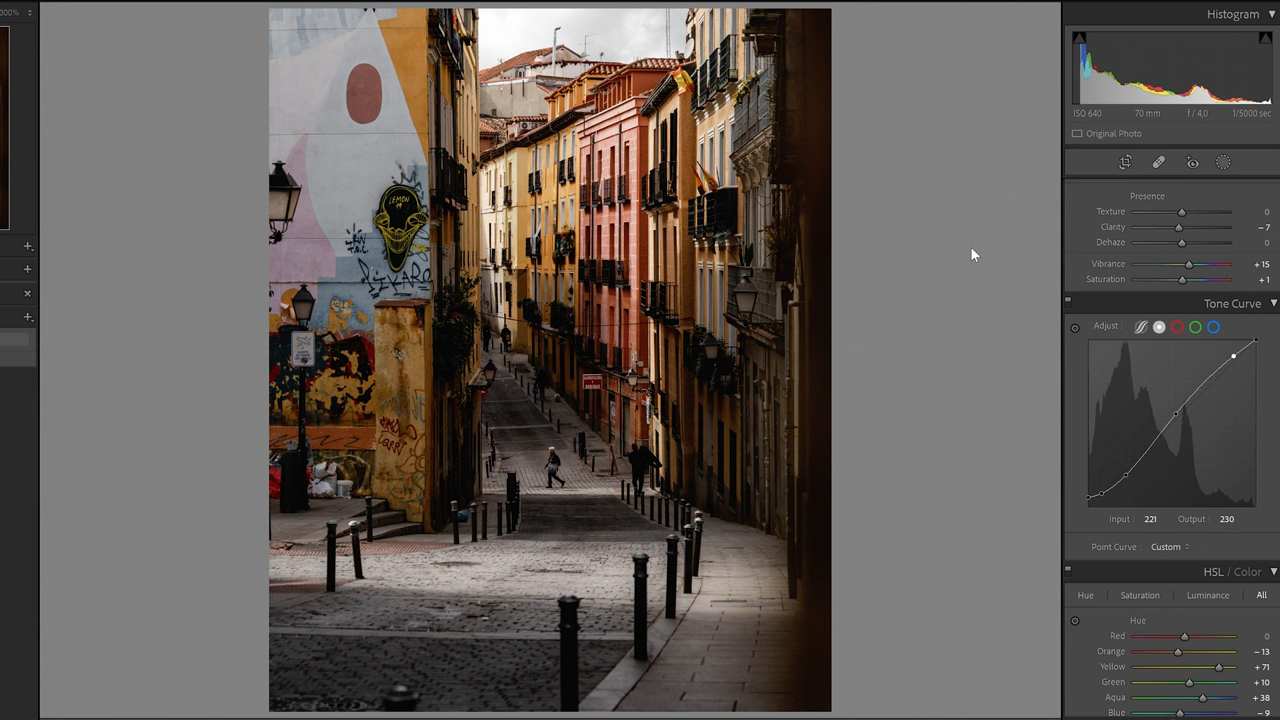 300%
Histogram
ISO 640 70 mm f / 4,0 1/5000 sec
Original Photo
Presence
Texture 0
Clarity – 7
Dehaze 0
Vibrance + 15
Saturation + 1
Tone Curve
Adjust :
Input : 221 Output : 230
Point Curve : Custom
HSL / Color
Hue Saturation Luminance All
Hue
Red 0
Orange – 13
Yellow + 71
Green + 10
Aqua + 38
Blue – 9
LEMON